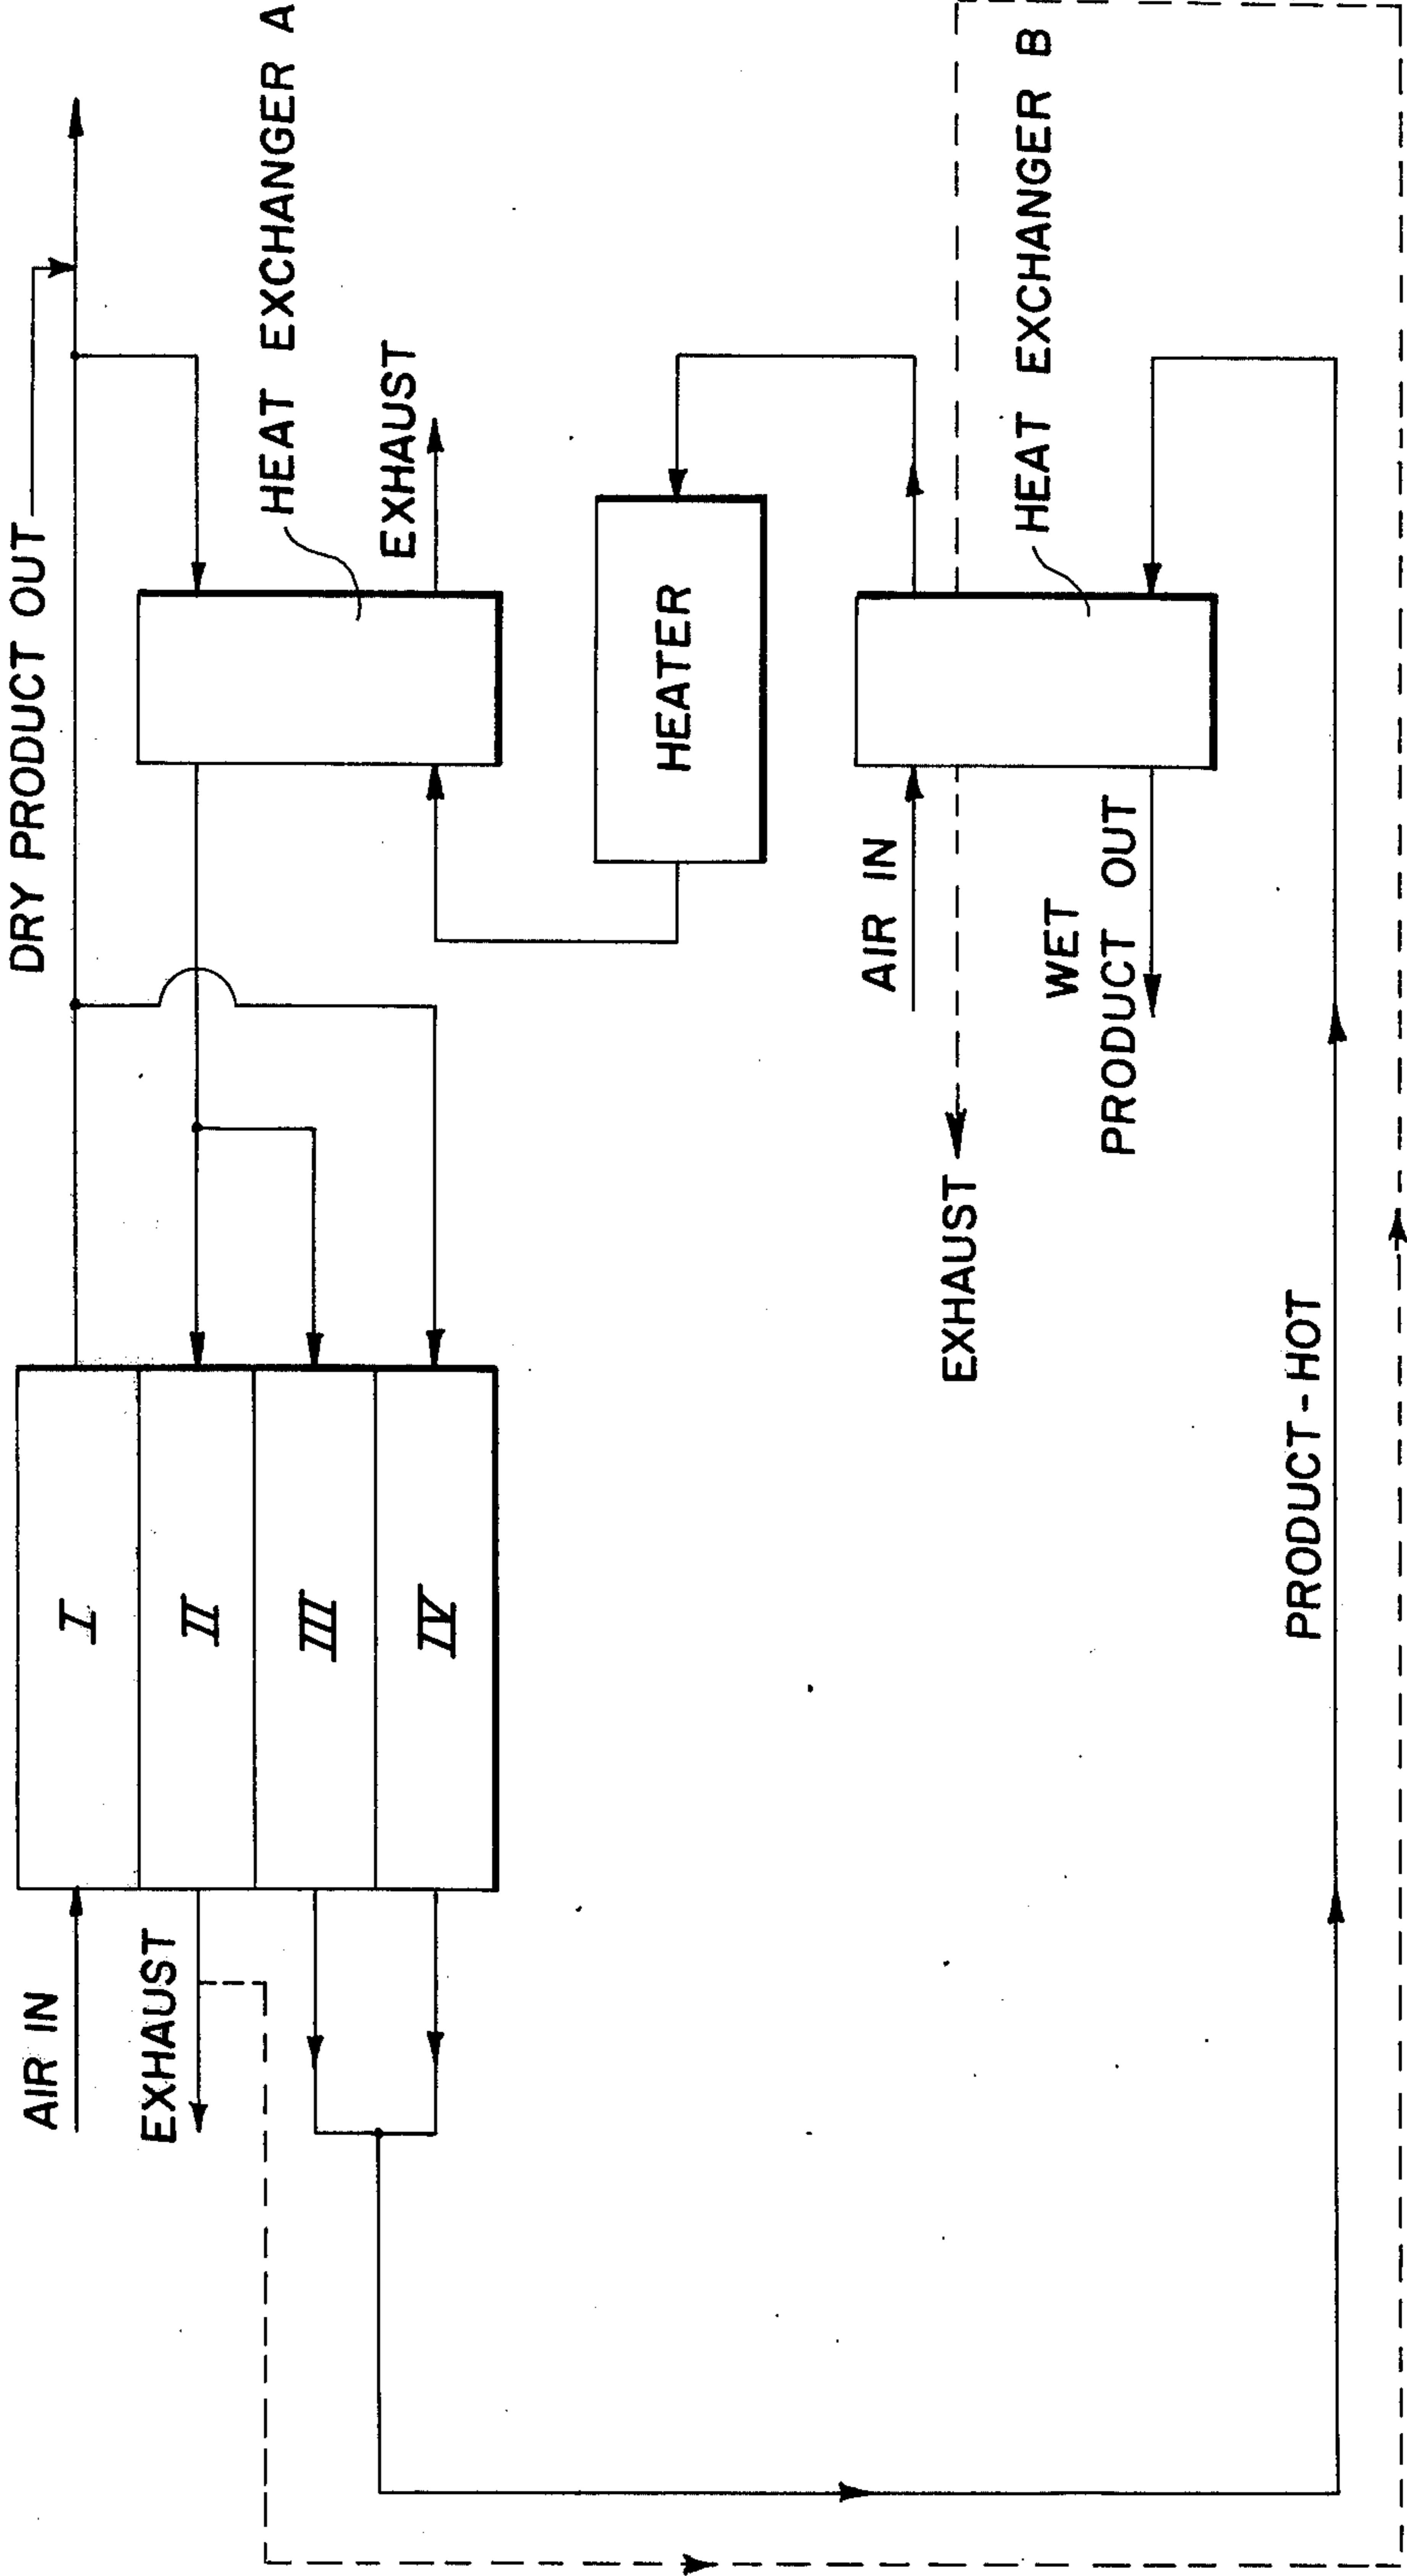 DRY PRODUCT OUT
HEAT EXCHANGER A
EXHAUST
HEATER
HEAT EXCHANGER B
AIR IN
WET
PRODUCT OUT
EXHAUST
I
II
III
IV
AIR IN
EXHAUST
PRODUCT-HOT